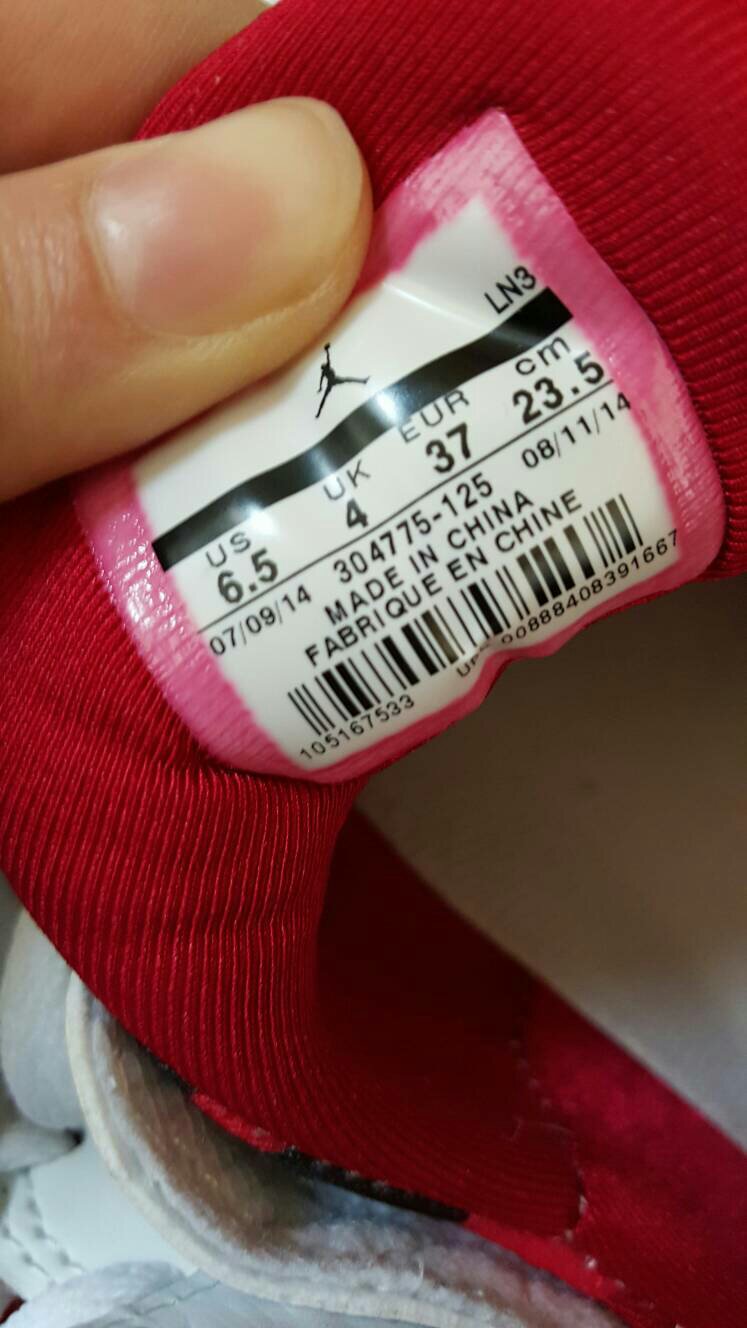 LN3
US UK EUR cm
6.5 4 37 23.5
07/09/14 304775-125 08/11/14
MADE IN CHINA
FABRIQUE EN CHINE
105167533 00888408391667